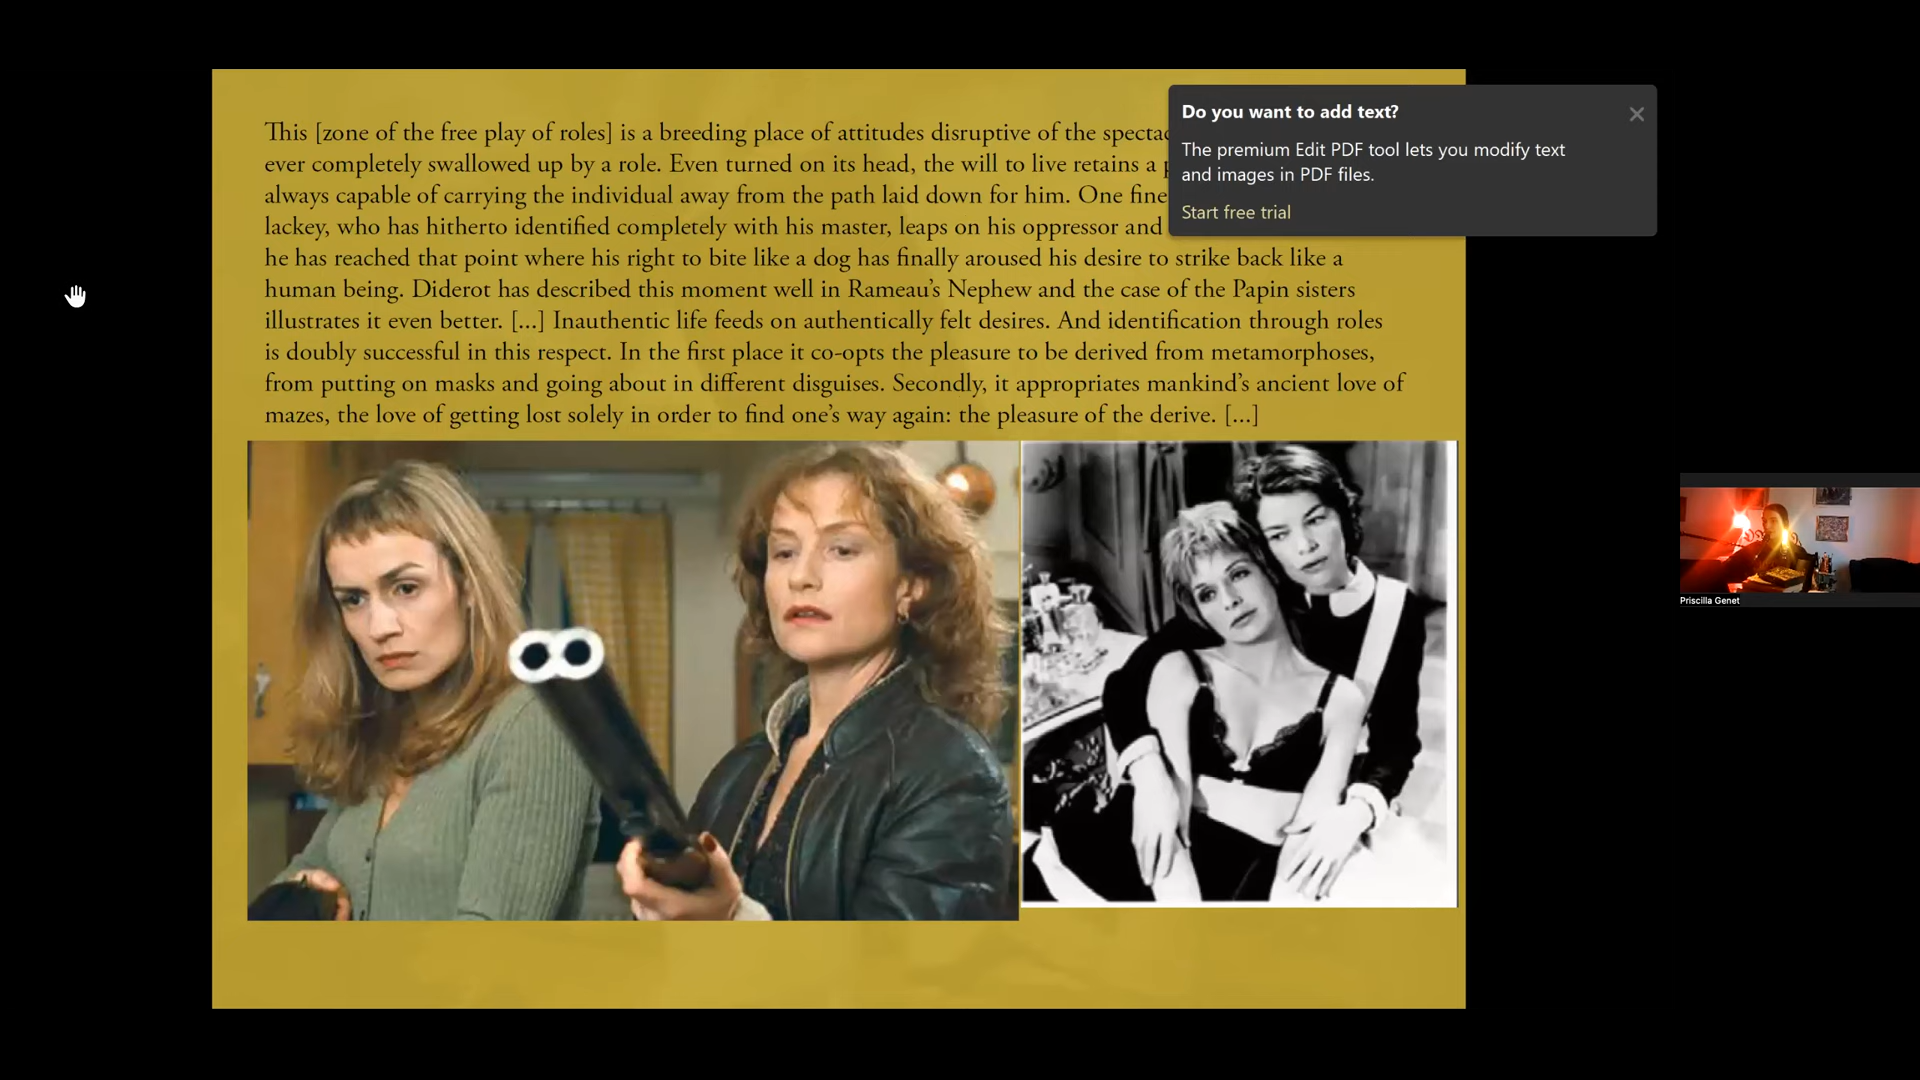 This [zone of the free play of roles] is a breeding place of attitudes disruptive of the
ever completely swallowed up by a role. Even turned on its head, the will to live retains a
always capable of carrying the individual away from the path laid down for him. One fine
lackey, who has hitherto identified completely with his master, leaps on his oppressor and
he has reached that point where his right to bite like a dog has finally aroused his desire to strike back like a
human being. Diderot has described this moment well in Rameau's Nephew and the case of the Papin sisters
illustrates it even better. [...] Inauthentic life feeds on authentically felt desires. And identification through roles
is doubly successful in this respect. In the first place it co-opts the pleasure to be derived from metamorphoses,
from putting on masks and going about in different disguises. Secondly, it appropriates mankind's ancient love of
mazes, the love of getting lost solely in order to find one's way again: the pleasure of the derive. [...]
Do you want to add text?
The premium Edit PDF tool lets you modify text
and images in PDF files.
Start free trial
Priscilla Genet